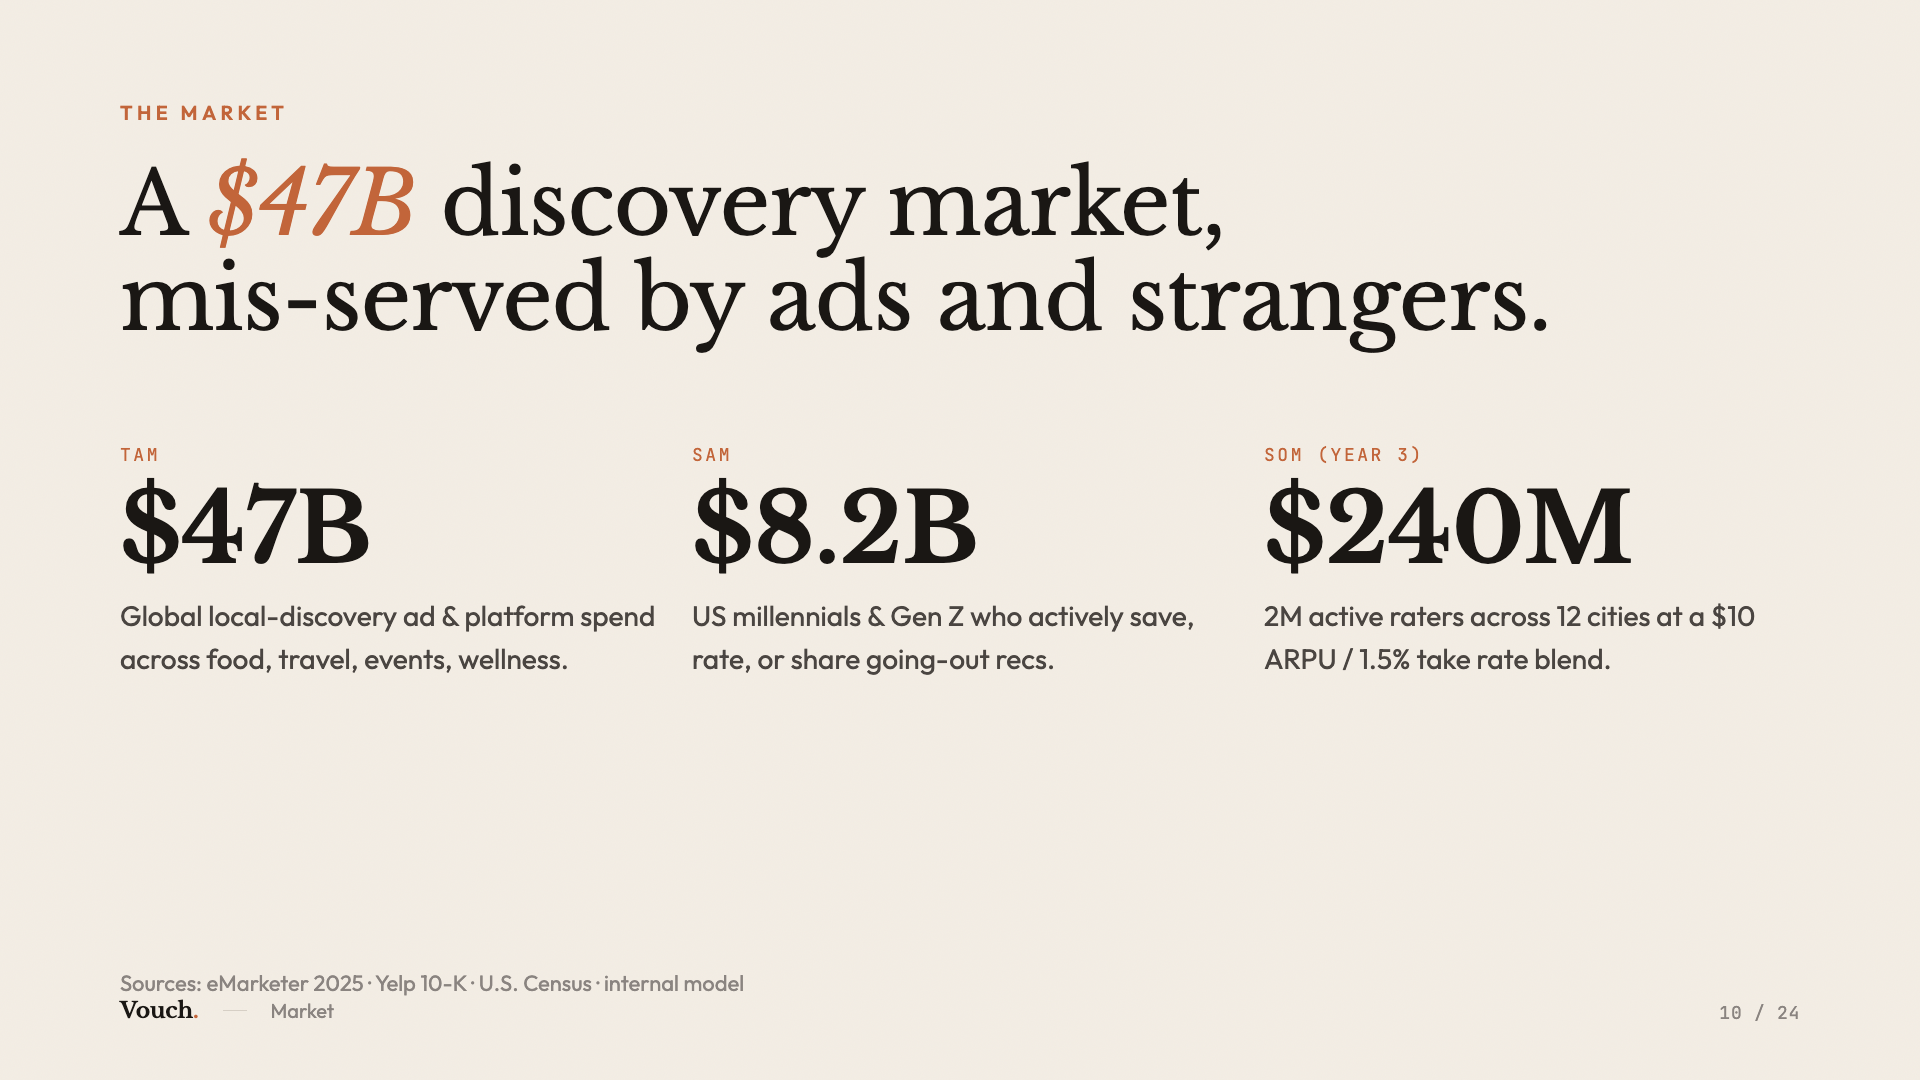 THE MARKET
A $47B discovery market,
mis-served by ads and strangers.
TAM
$47B
Global local-discovery ad & platform spend
across food, travel, events, wellness.
SAM
$8.2B
US millennials & Gen Z who actively save,
rate, or share going-out recs.
SOM (YEAR 3)
$240M
2M active raters across 12 cities at a $10
ARPU / 1.5% take rate blend.
Sources: eMarketer 2025 · Yelp 10-K · U.S. Census · internal model
Vouch. — Market
10 / 24